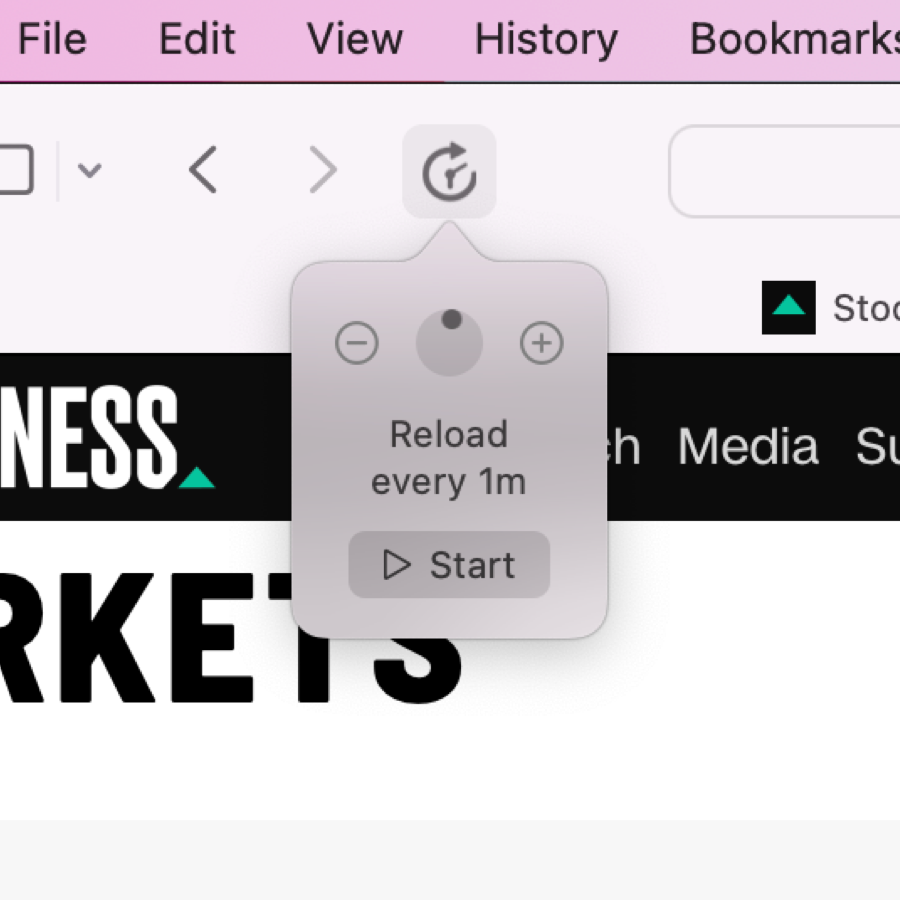 File Edit View History Bookmarks
Stoc
NESS
ch Media Su
Reload
every 1m
Start
RKETS